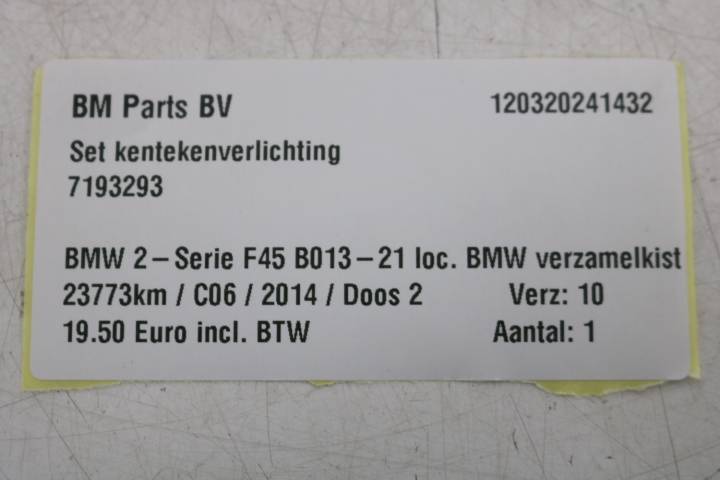 BM Parts BV 120320241432
Set kentekenverlichting
7193293
BMW 2-Serie F45 B013-21 loc. BMW verzamelkist
23773km / C06 / 2014 / Doos 2 Verz: 10
19.50 Euro incl. BTW Aantal: 1